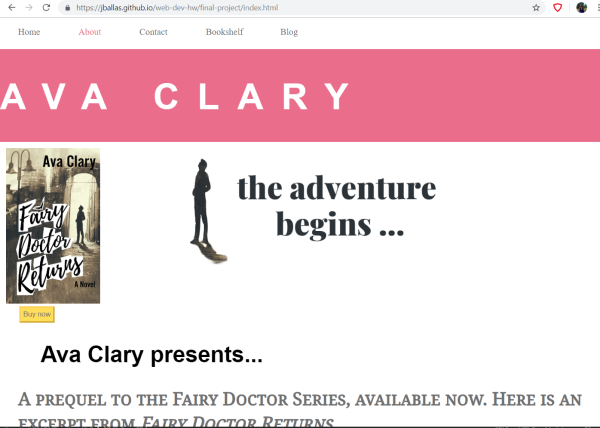 https://jballas.github.io/web-dev-hw/final-project/index.html
Home About Contact Bookshelf Blog
AVA CLARY
Ava Clary
Fairy
Doctor
Returns
A Novel
the adventure
begins ...
Buy now
Ava Clary presents...
A prequel to the Fairy Doctor Series, available now. Here is an
excerpt from Fairy Doctor Returns